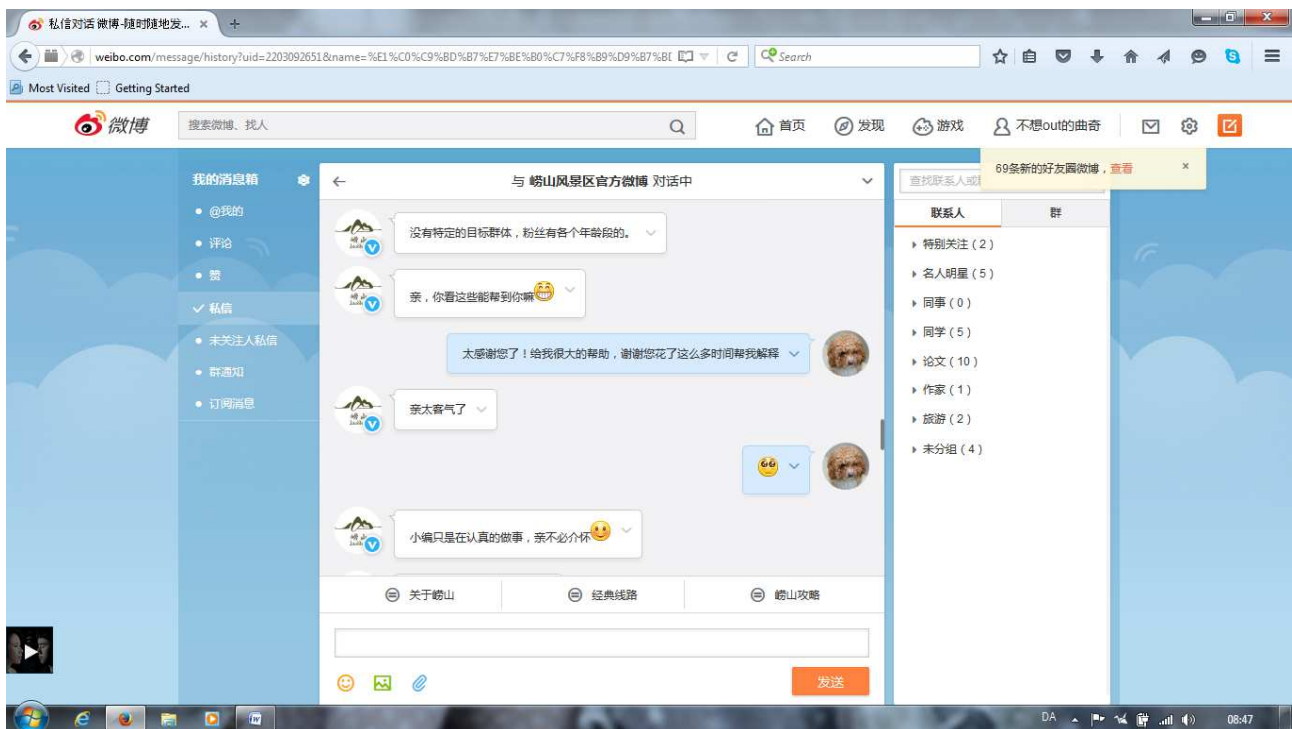 私信对话 微博-随时随地发... × +
weibo.com/message/history?uid=2203092651&name=%E1%C0%C9%BD%B7%E7%BE%B0%C7%F8%B9%D9%B7%BD
Search
Most Visited Getting Started
微博 搜索微博、找人 首页 发现 游戏 不想out的曲奇
69条新的好友圈微博，查看 ×
我的消息箱
• @我的
• 评论
• 赞
私信
• 未关注人私信
• 群通知
• 订阅消息
与 崂山风景区官方微博 对话中
没有特定的目标群体，粉丝有各个年龄段的。
亲，你看这些能帮到你嘛
太感谢您了！给我很大的帮助，谢谢您花了这么多时间帮我解释
亲太客气了
小编只是在认真的做事，亲不必介怀
关于崂山 经典线路 崂山攻略
发送
联系人 群
特别关注 ( 2 )
名人明星 ( 5 )
同事 ( 0 )
同学 ( 5 )
论文 ( 10 )
作家 ( 1 )
旅游 ( 2 )
未分组 ( 4 )
DA 08:47